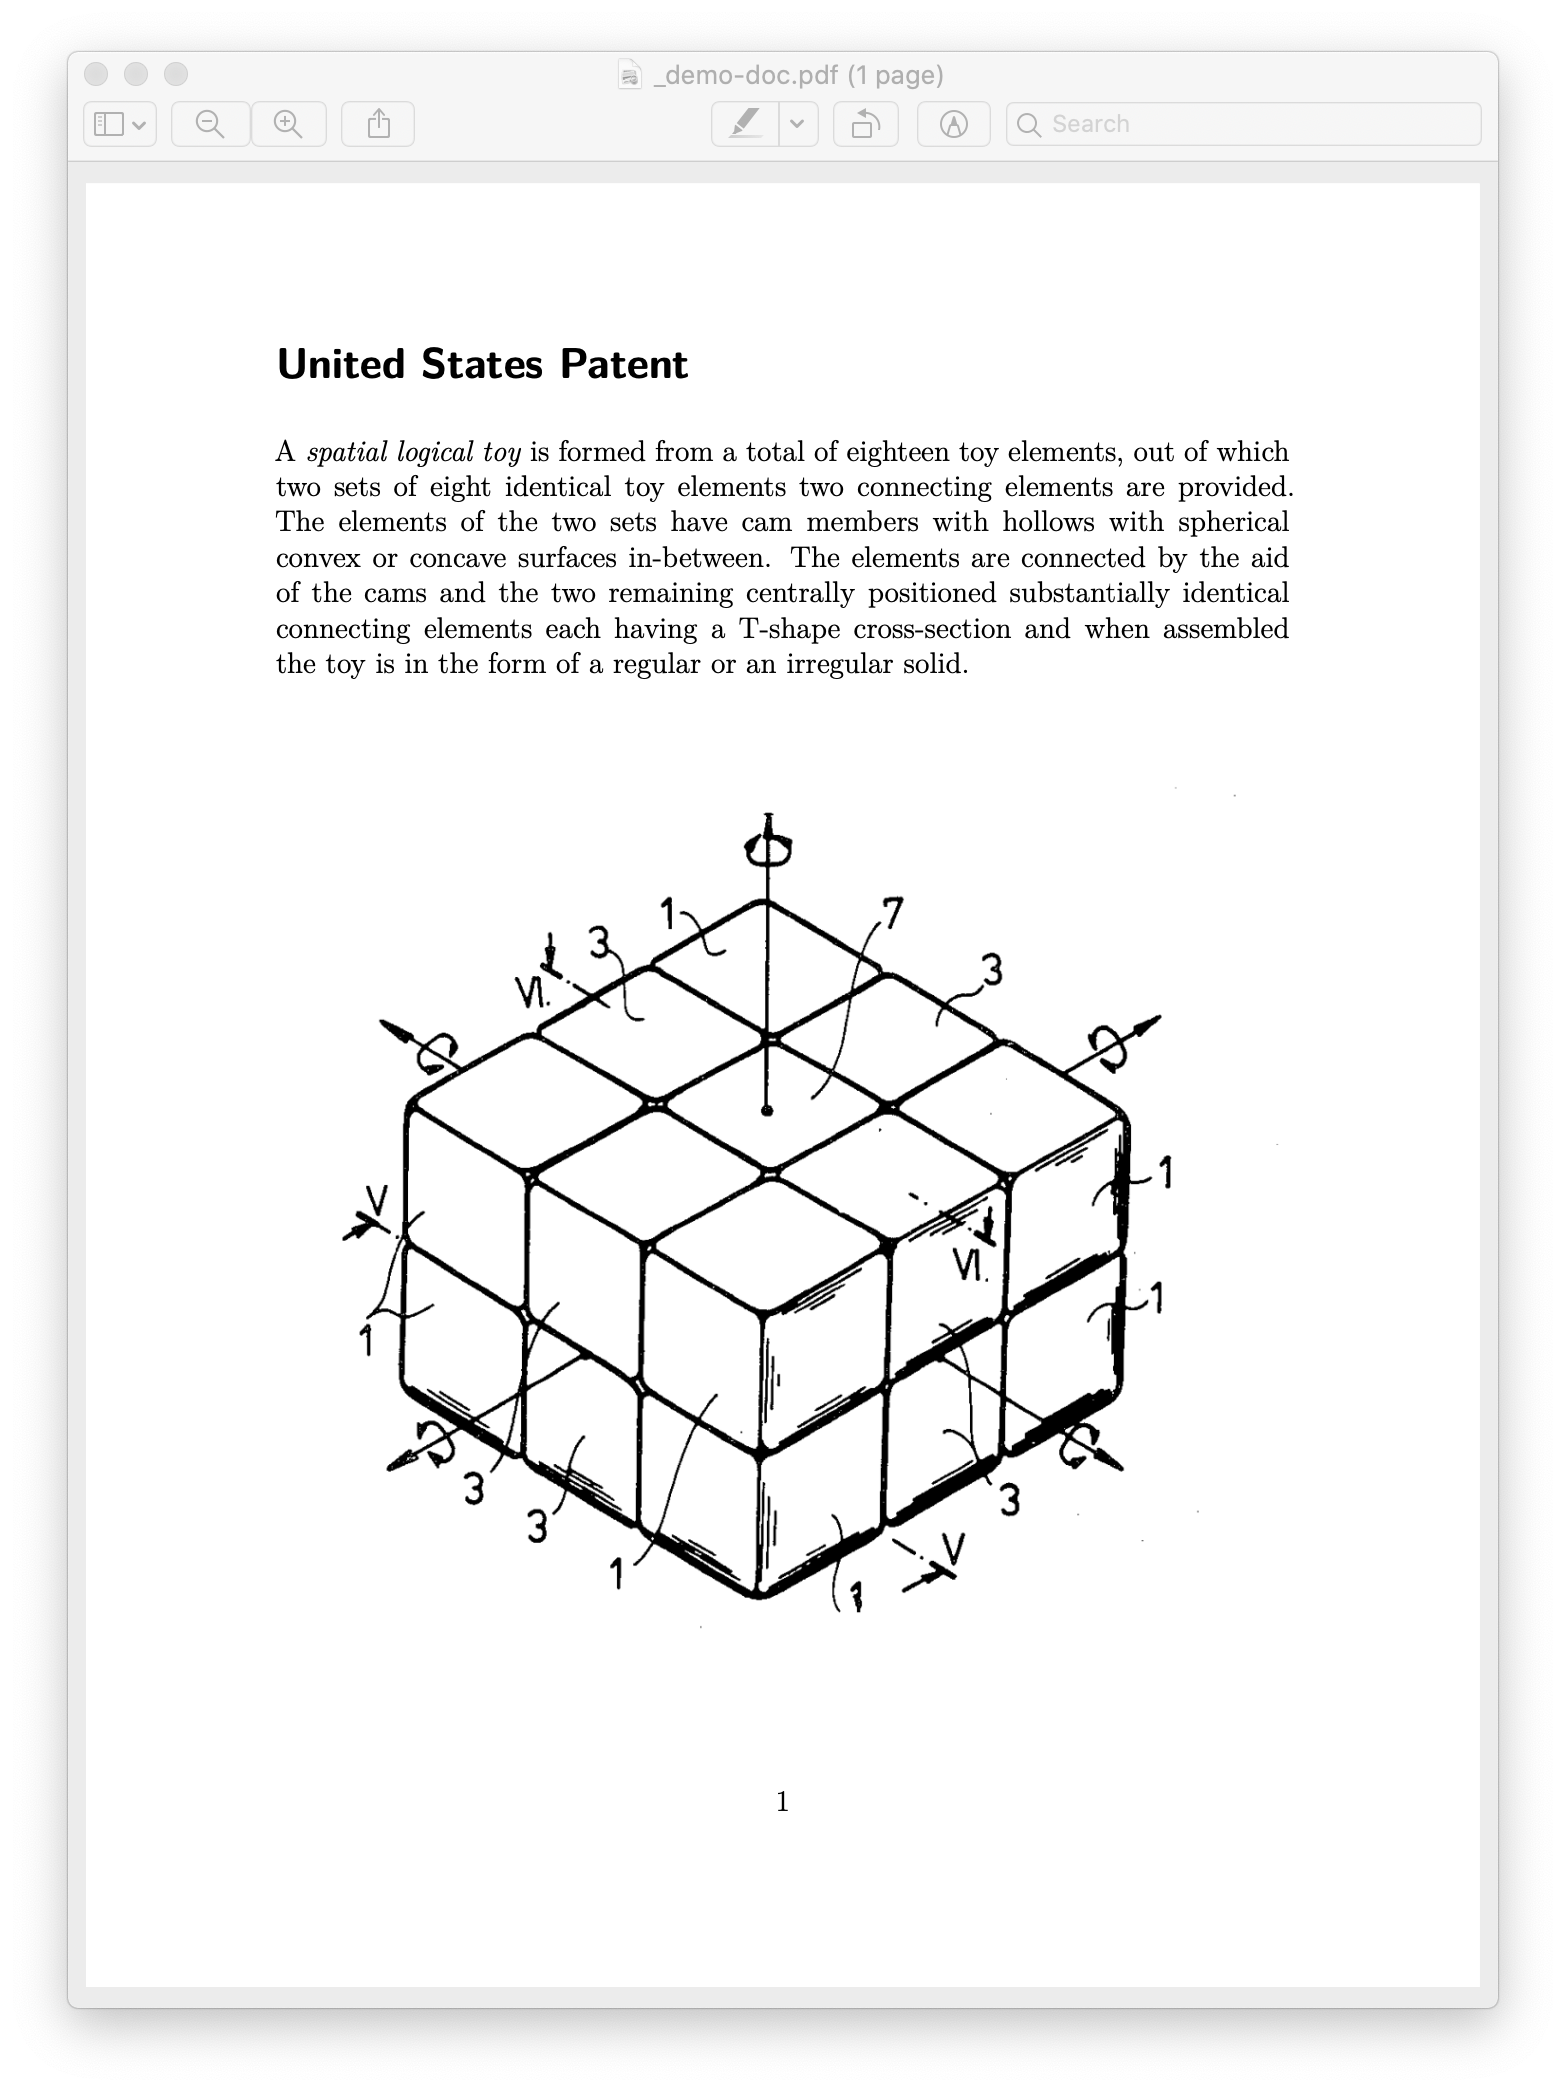 _demo-doc.pdf (1 page)
Search
United States Patent
A spatial logical toy is formed from a total of eighteen toy elements, out of which
two sets of eight identical toy elements two connecting elements are provided.
The elements of the two sets have cam members with hollows with spherical
convex or concave surfaces in-between. The elements are connected by the aid
of the cams and the two remaining centrally positioned substantially identical
connecting elements each having a T-shape cross-section and when assembled
the toy is in the form of a regular or an irregular solid.
1
7
3
3
VI.
1
V
VI.
1
1
3
3
3
V
1
1
1